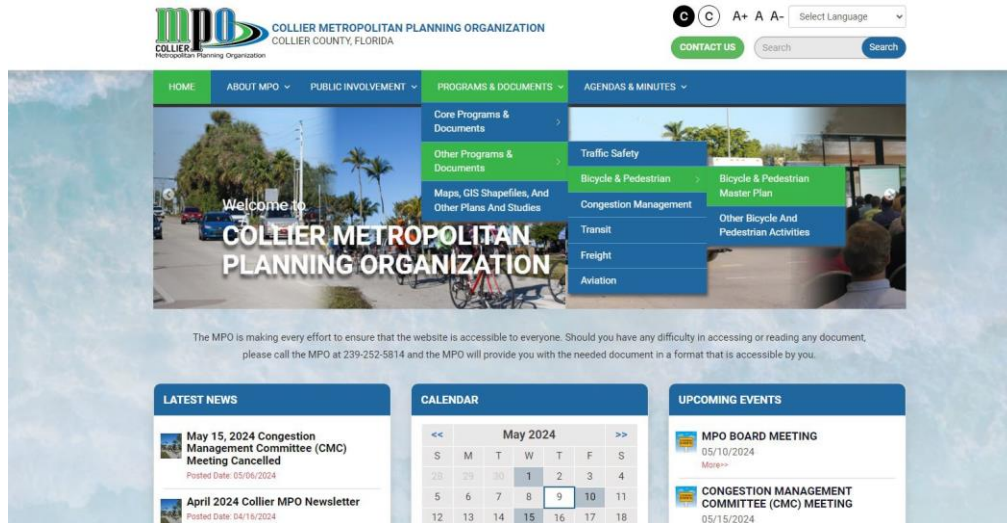 mpo
COLLIER
Metropolitan Planning Organization
COLLIER METROPOLITAN PLANNING ORGANIZATION
COLLIER COUNTY, FLORIDA
C C A+ A A- Select Language
CONTACT US Search Search
HOME ABOUT MPO PUBLIC INVOLVEMENT PROGRAMS & DOCUMENTS AGENDAS & MINUTES
Core Programs &
Documents
Other Programs &
Documents
Maps, GIS Shapefiles, And
Other Plans And Studies
Traffic Safety
Bicycle & Pedestrian
Congestion Management
Transit
Freight
Aviation
Bicycle & Pedestrian
Master Plan
Other Bicycle And
Pedestrian Activities
Welcome to
COLLIER METROPOLITAN
PLANNING ORGANIZATION
The MPO is making every effort to ensure that the website is accessible to everyone. Should you have any difficulty in accessing or reading any document,
please call the MPO at 239-252-5814 and the MPO will provide you with the needed document in a format that is accessible by you.
LATEST NEWS
May 15, 2024 Congestion
Management Committee (CMC)
Meeting Cancelled
Posted Date: 05/06/2024
April 2024 Collier MPO Newsletter
Posted Date: 04/16/2024
CALENDAR
<< May 2024 >>
S M T W T F S
28 29 30 1 2 3 4
5 6 7 8 9 10 11
12 13 14 15 16 17 18
UPCOMING EVENTS
MPO BOARD MEETING
05/10/2024
More>>
CONGESTION MANAGEMENT
COMMITTEE (CMC) MEETING
05/15/2024